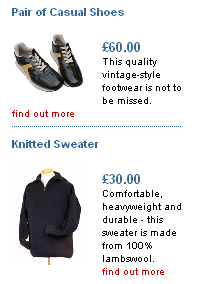 Pair of Casual Shoes
£60.00
This quality
vintage-style
footwear is not to
be missed.
find out more
Knitted Sweater
£30.00
Comfortable,
heavyweight and
durable - this
sweater is made
from 100%
lambswool.
find out more